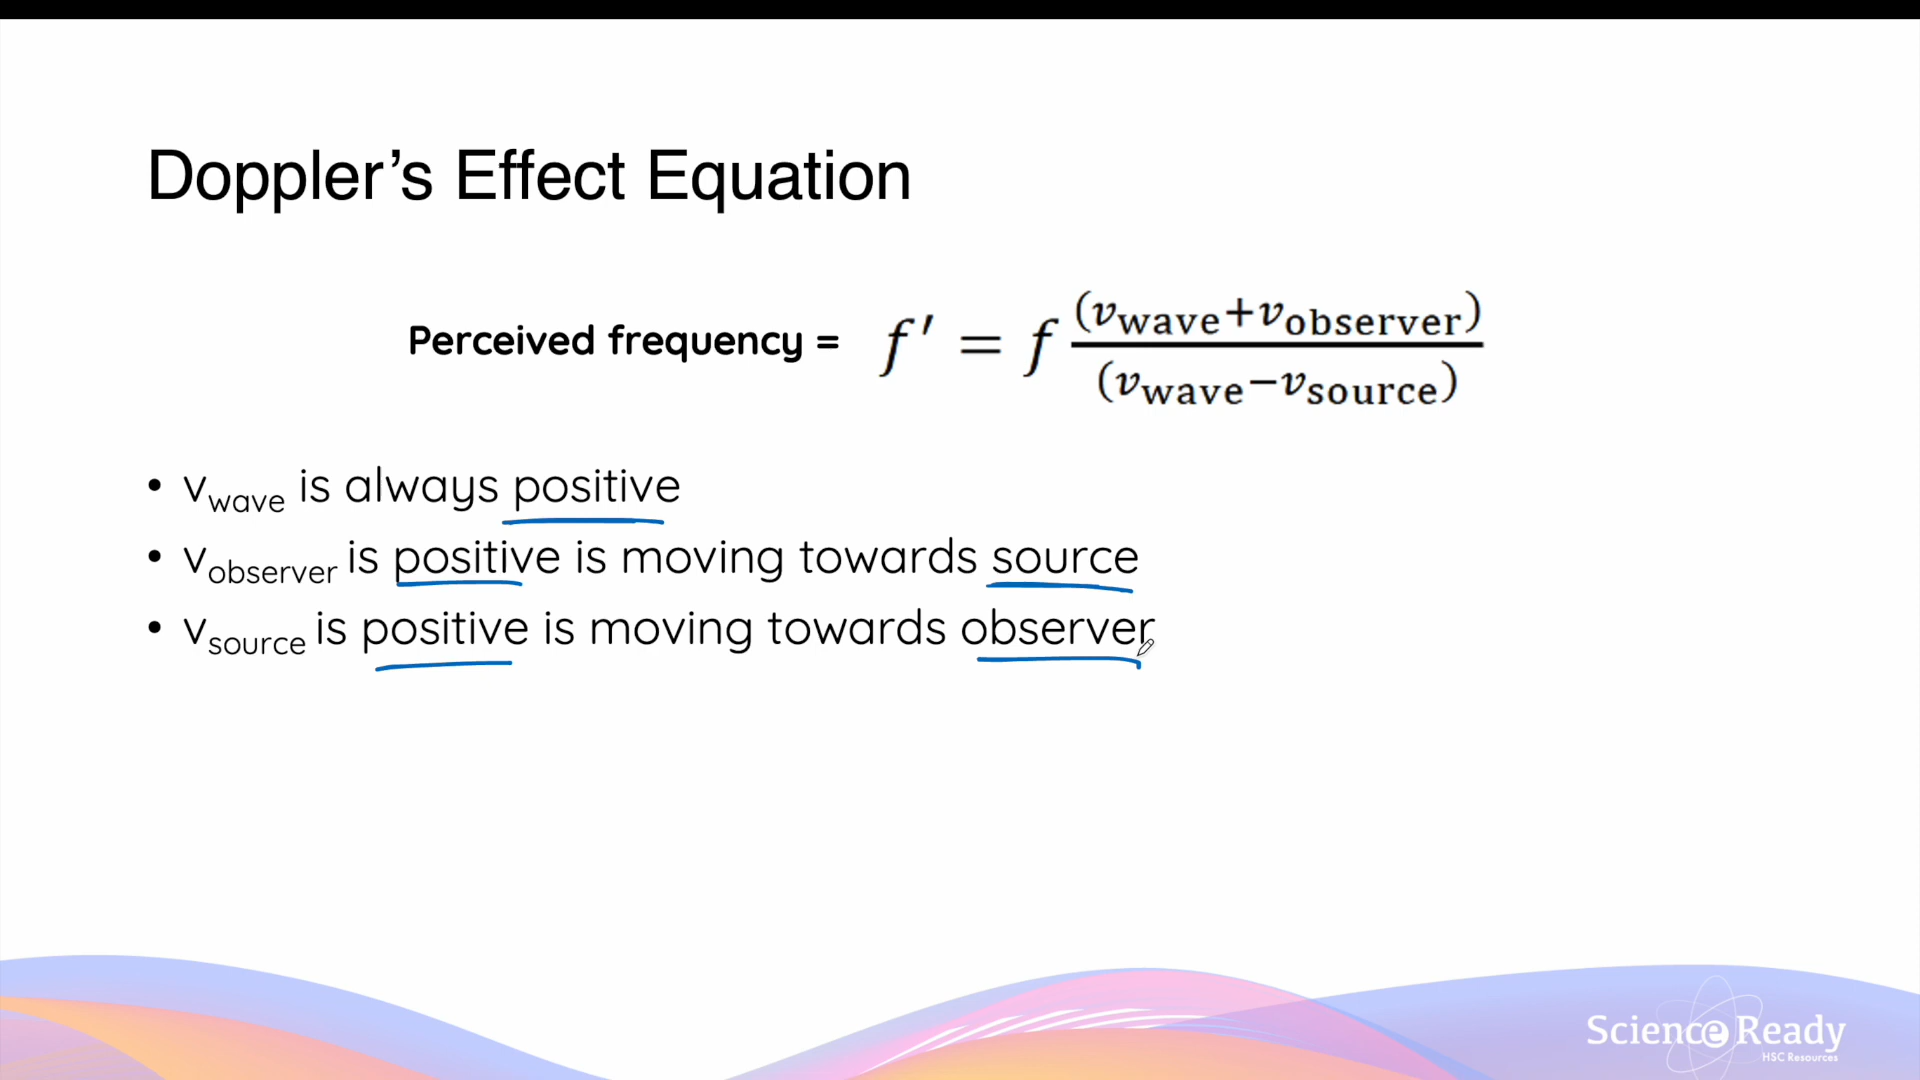 Doppler’s Effect Equation
Perceived frequency = f′ = f (v_wave+v_observer) / (v_wave−v_source)
• v_wave is always positive
• v_observer is positive is moving towards source
• v_source is positive is moving towards observer
Science Ready
HSC Resources